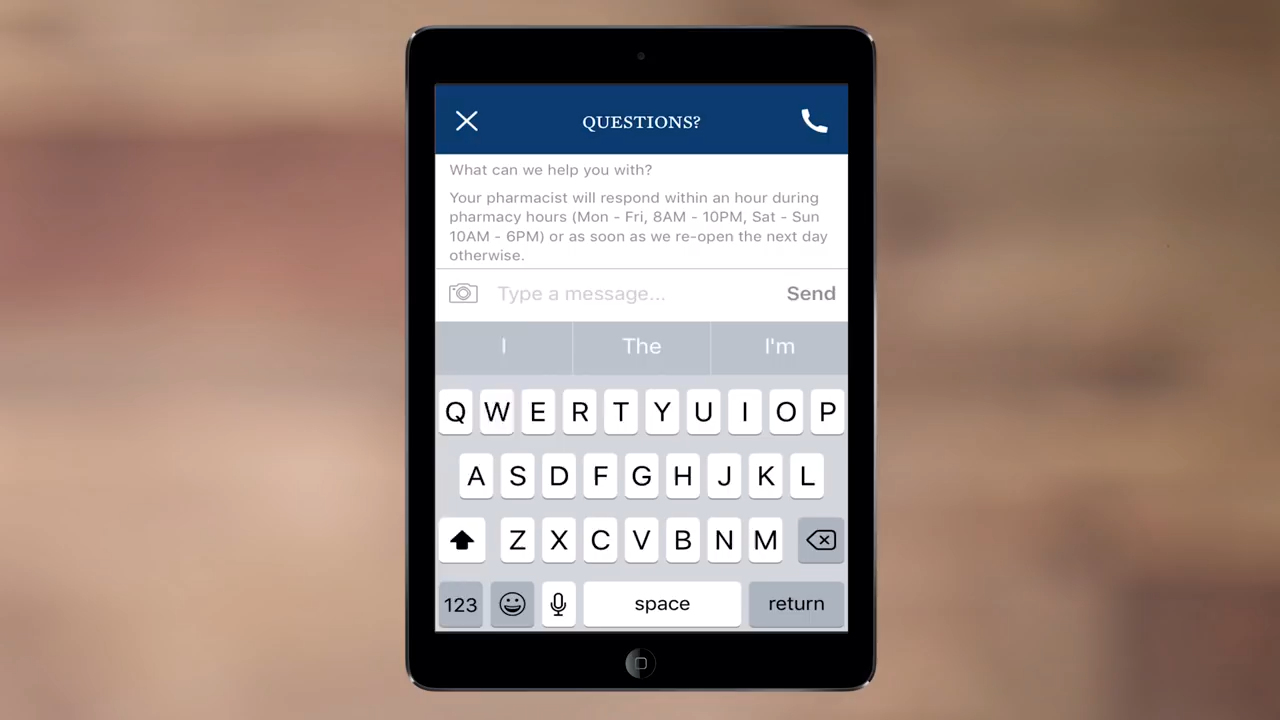 QUESTIONS?
What can we help you with?
Your pharmacist will respond within an hour during
pharmacy hours (Mon - Fri, 8AM - 10PM, Sat - Sun
10AM - 6PM) or as soon as we re-open the next day
otherwise.
Type a message... Send
I The I'm
Q W E R T Y U I O P
A S D F G H J K L
Z X C V B N M
123 space return